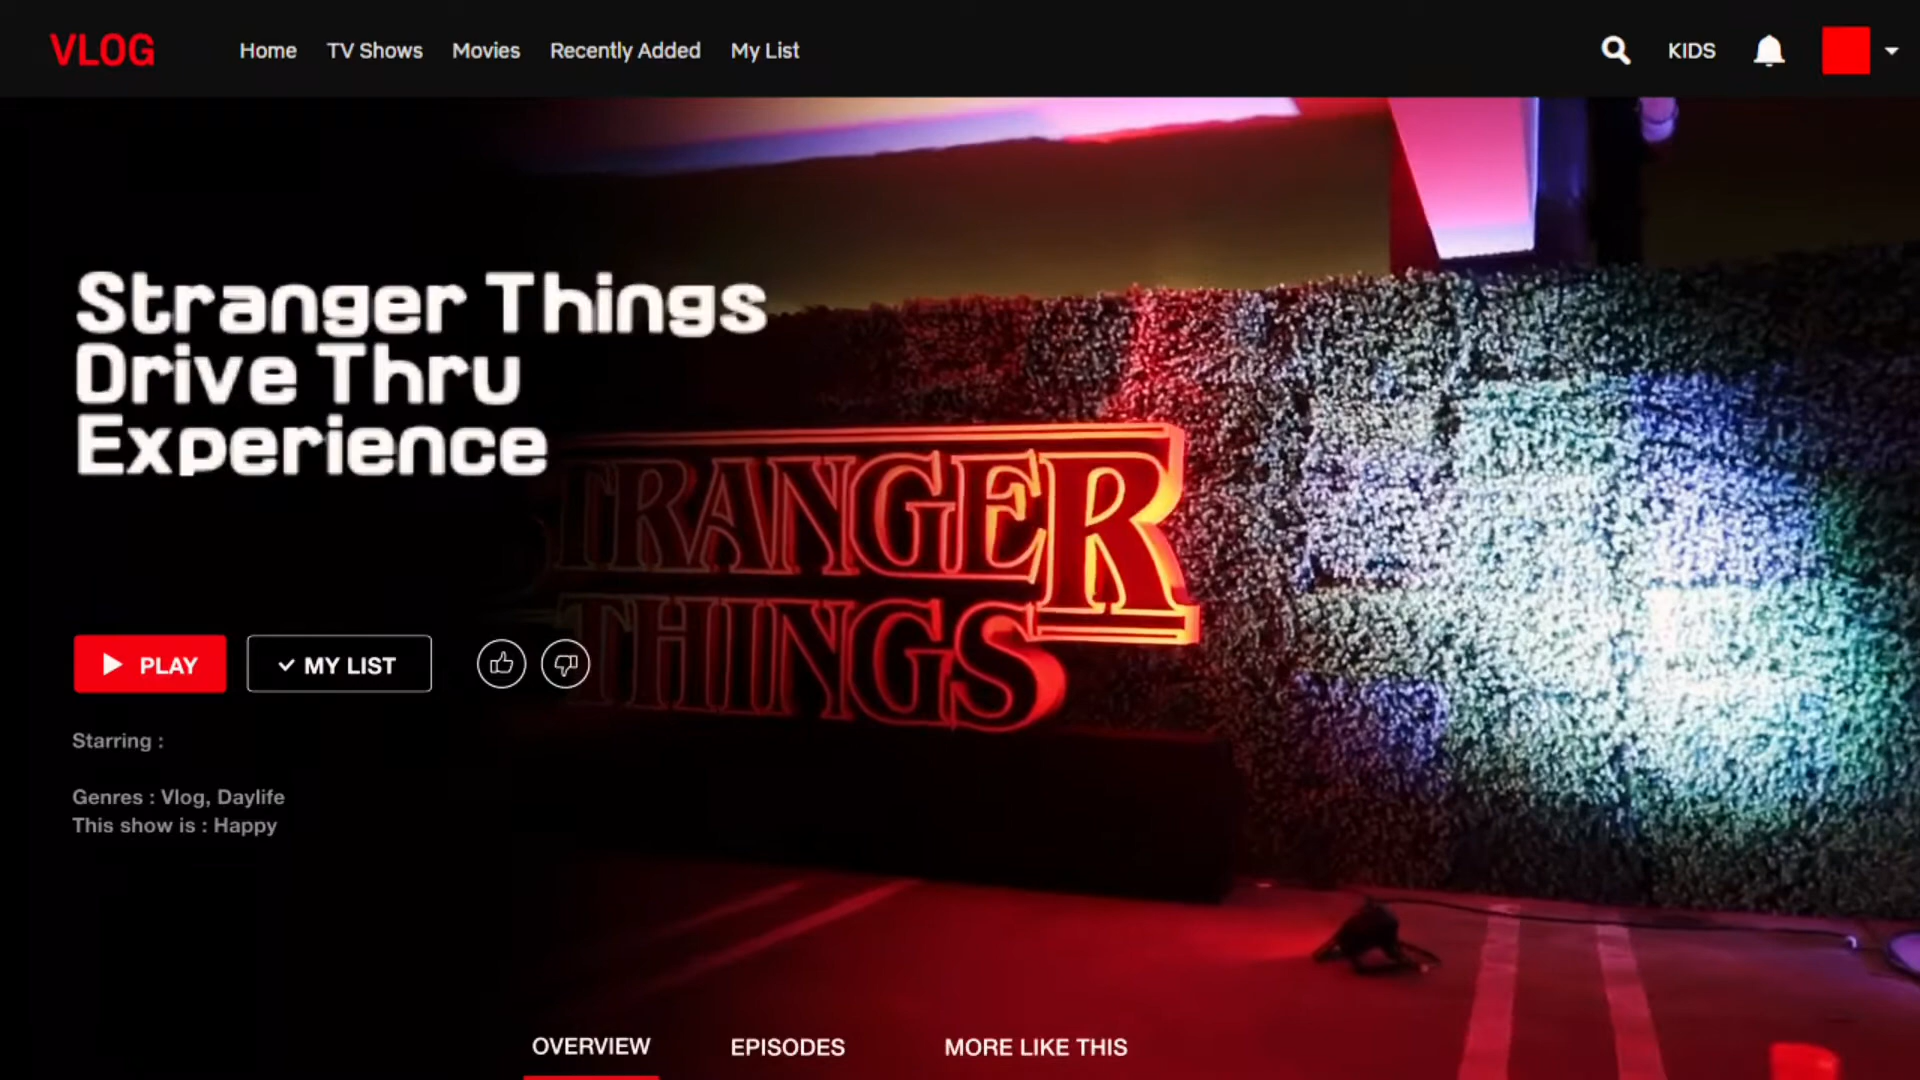 VLOG
Home
TV Shows
Movies
Recently Added
My List
KIDS
Stranger Things
Drive Thru
Experience
STRANGER
THINGS
PLAY
MY LIST
Starring :
Genres : Vlog, Daylife
This show is : Happy
OVERVIEW
EPISODES
MORE LIKE THIS